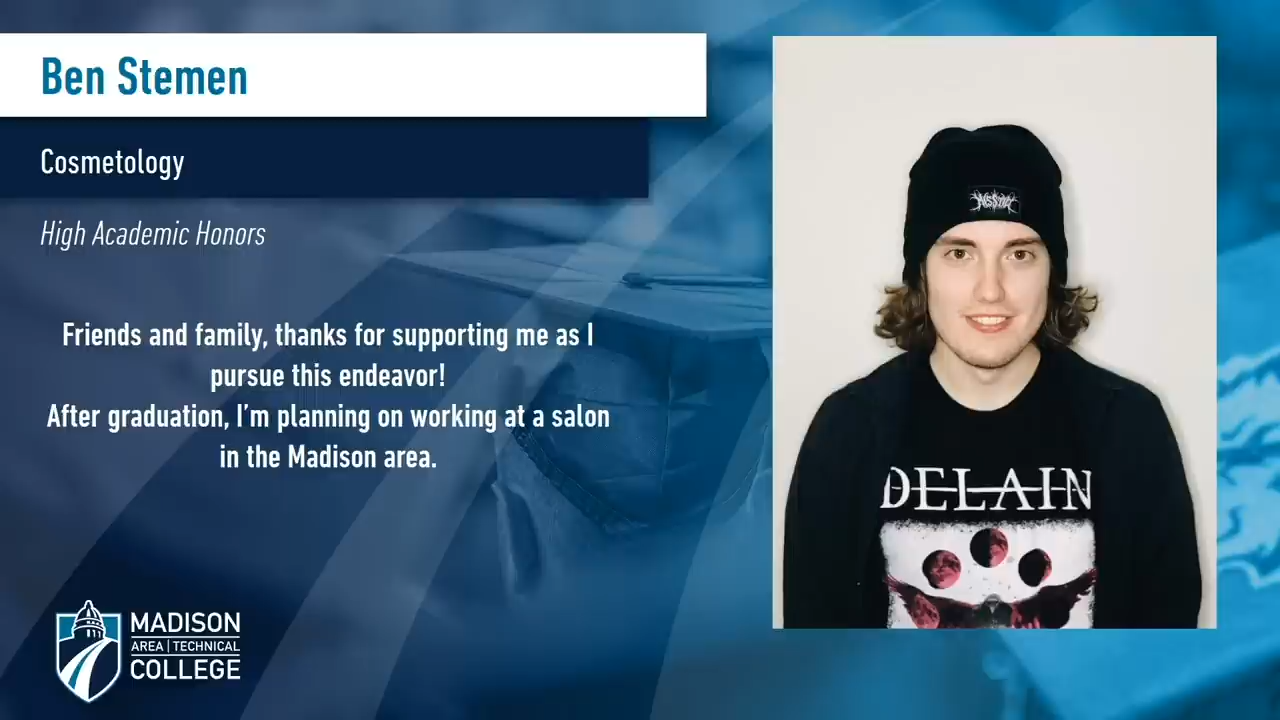 Ben Stemen
Cosmetology
High Academic Honors
Friends and family, thanks for supporting me as I
pursue this endeavor!
After graduation, I'm planning on working at a salon
in the Madison area.
MADISON
AREA | TECHNICAL
COLLEGE
DELAIN